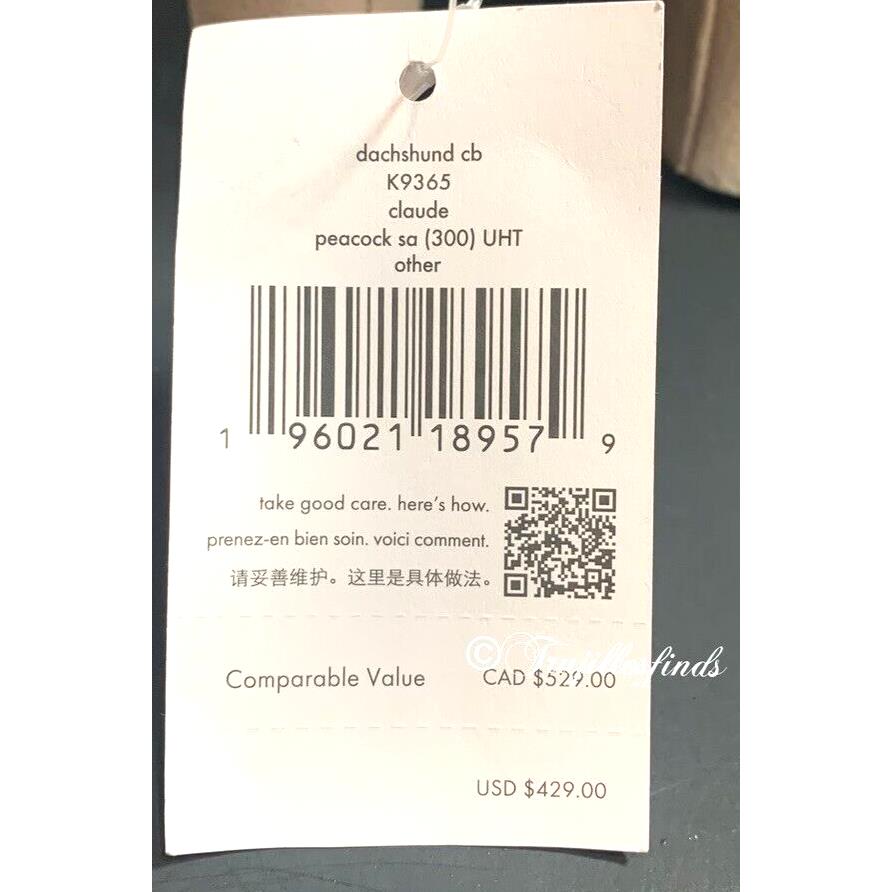 dachshund cb
K9365
claude
peacock sa (300) UHT
other
1 96021 18957 9
take good care. here's how.
prenez-en bien soin. voici comment.
请妥善维护。这里是具体做法。
Comparable Value CAD $529.00
USD $429.00